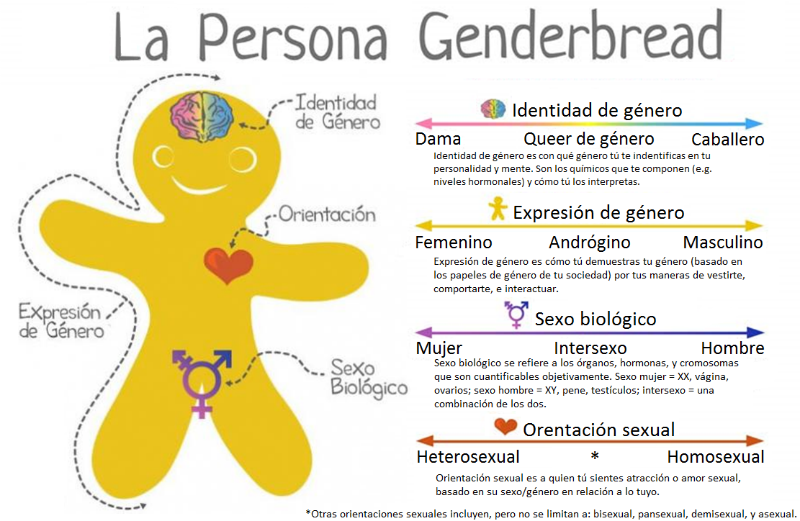 La Persona Genderbread
Identidad
de Género
Orientación
Expresión
de Género
Sexo
Biológico
Identidad de género
Dama Queer de género Caballero
Identidad de género es con qué género tú te indentificas en tu
personalidad y mente. Son los químicos que te componen (e.g.
niveles hormonales) y cómo tú los interpretas.
Expresión de género
Femenino Andrógino Masculino
Expresión de género es cómo tú demuestras tu género (basado en
los papeles de género de tu sociedad) por tus maneras de vestirte,
comportarte, e interactuar.
Sexo biológico
Mujer Intersexo Hombre
Sexo biológico se refiere a los órganos, hormonas, y cromosomas
que son cuantificables objetivamente. Sexo mujer = XX, vágina,
ovarios; sexo hombre = XY, pene, testículos; intersexo = una
combinación de los dos.
Orentación sexual
Heterosexual * Homosexual
Orientación sexual es a quien tú sientes atracción o amor sexual,
basado en su sexo/género en relación a lo tuyo.
*Otras orientaciones sexuales incluyen, pero no se limitan a: bisexual, pansexual, demisexual, y asexual.